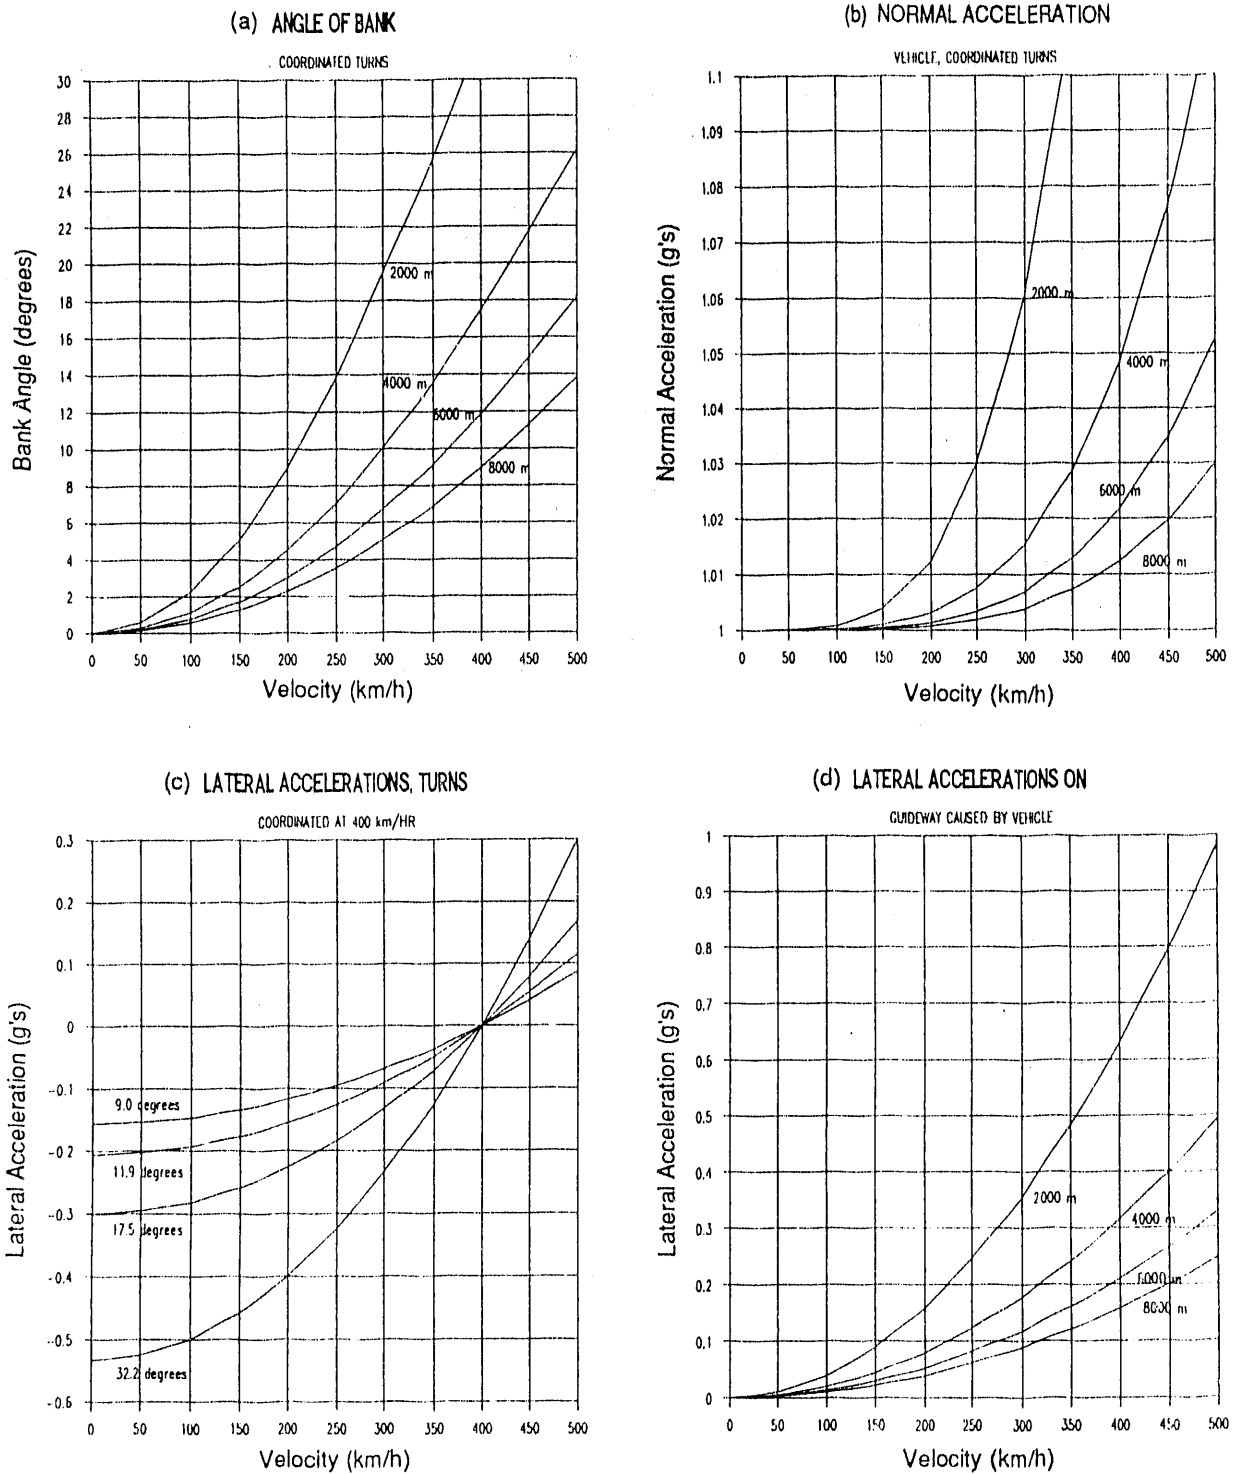 (a) ANGLE OF BANK
COORDINATED TURNS
30
28
26
24
22
20
18
16
14
12
10
8
6
4
2
0
Bank Angle (degrees)
2000 m
4000 m
6000 m
8000 m
0 50 100 150 200 250 300 350 400 450 500
Velocity (km/h)
(b) NORMAL ACCELERATION
VEHICLE, COORDINATED TURNS
1.1
1.09
1.08
1.07
1.06
1.05
1.04
1.03
1.02
1.01
1
Normal Acceleration (g's)
2000 m
4000 m
6000 m
8000 m
0 50 100 150 200 250 300 350 400 450 500
Velocity (km/h)
(c) LATERAL ACCELERATIONS, TURNS
COORDINATED AT 400 km/HR
0.3
0.2
0.1
0
-0.1
-0.2
-0.3
-0.4
-0.5
-0.6
Lateral Acceleration (g's)
9.0 degrees
11.9 degrees
17.5 degrees
32.2 degrees
0 50 100 150 200 250 300 350 400 450 500
Velocity (km/h)
(d) LATERAL ACCELERATIONS ON
GUIDEWAY CAUSED BY VEHICLE
1
0.9
0.8
0.7
0.6
0.5
0.4
0.3
0.2
0.1
0
Lateral Acceleration (g's)
2000 m
4000 m
6000 m
8000 m
0 50 100 150 200 250 300 350 400 450 500
Velocity (km/h)